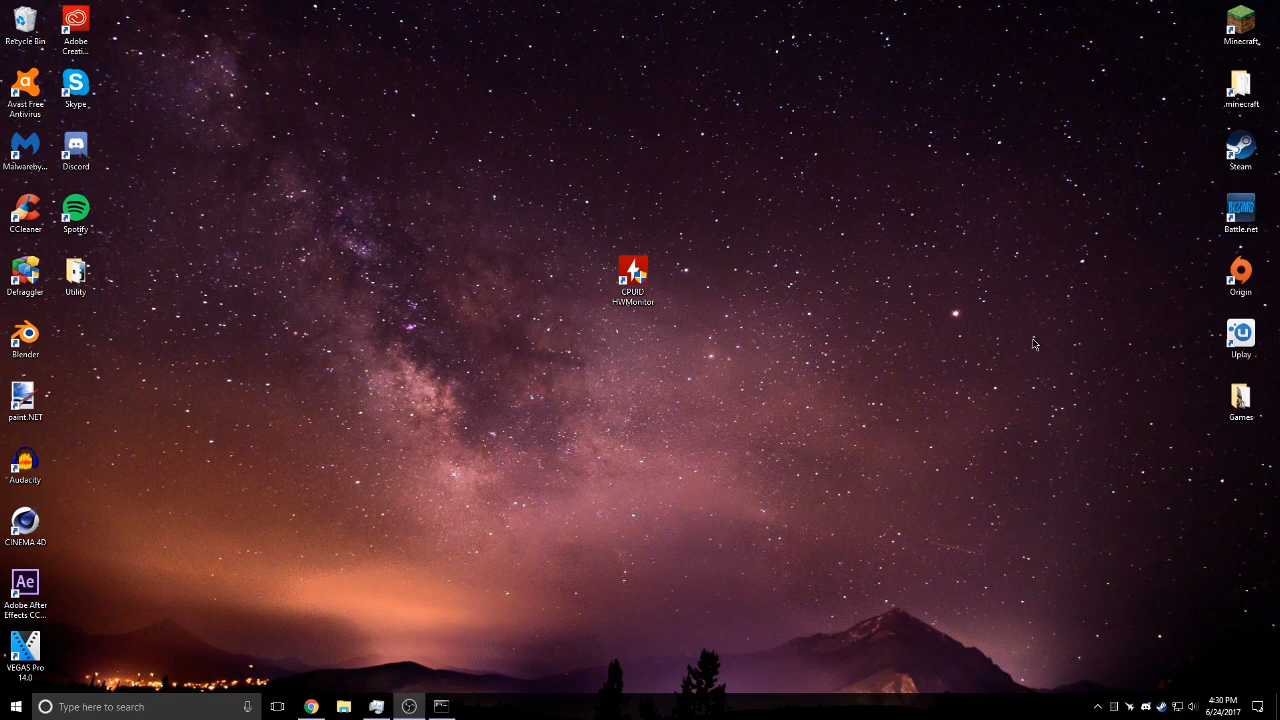 Recycle Bin
Adobe
Creati...
Avast Free
Antivirus
Skype
Malwareby...
Discord
CCleaner
Spotify
Defraggler
Utility
Blender
paint.NET
Audacity
CINEMA 4D
Ae
Adobe After
Effects CC...
VEGAS Pro
14.0
CPUID
HWMonitor
Minecraft
.minecraft
Steam
BLIZZARD
Battle.net
Origin
Uplay
Games
Type here to search
4:30 PM
6/24/2017